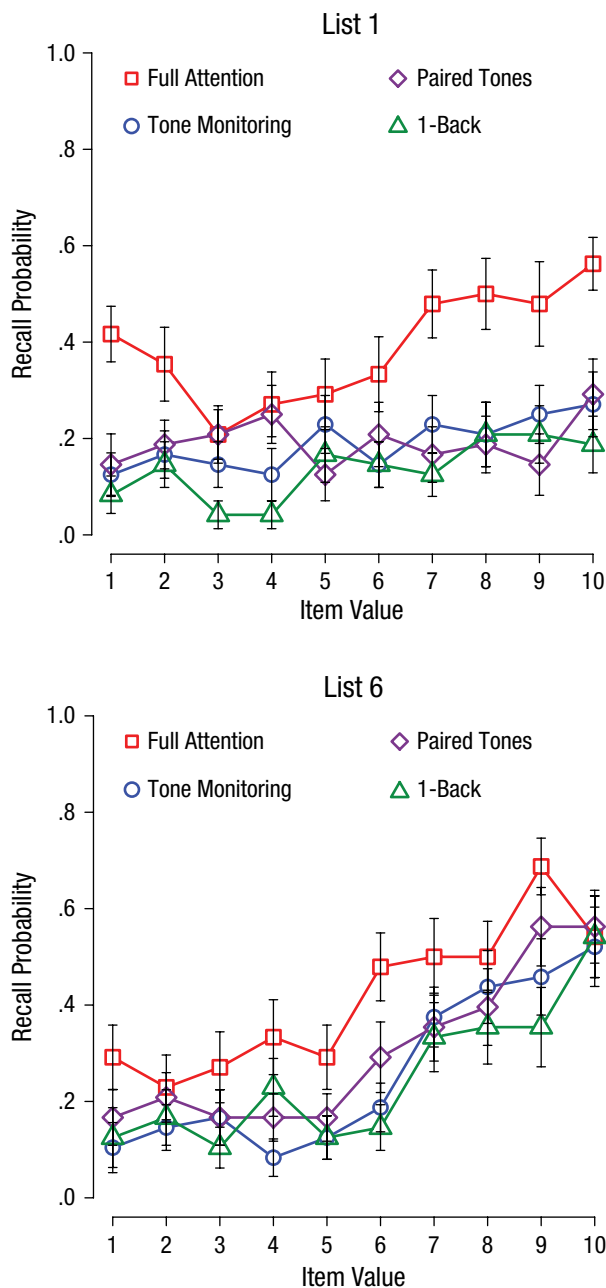 List 1
1.0
Full Attention
Paired Tones
Tone Monitoring
1-Back
.8
.6
.4
.2
.0
Recall Probability
1 2 3 4 5 6 7 8 9 10
Item Value
List 6
1.0
Full Attention
Paired Tones
Tone Monitoring
1-Back
.8
.6
.4
.2
.0
Recall Probability
1 2 3 4 5 6 7 8 9 10
Item Value